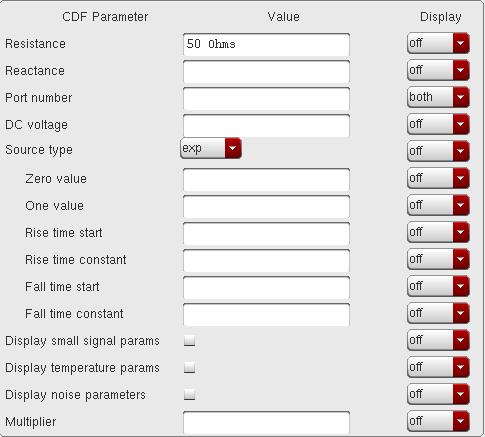 CDF Parameter Value Display
Resistance 50 Ohms off
Reactance off
Port number both
DC voltage off
Source type exp off
Zero value off
One value off
Rise time start off
Rise time constant off
Fall time start off
Fall time constant off
Display small signal params off
Display temperature params off
Display noise parameters off
Multiplier off